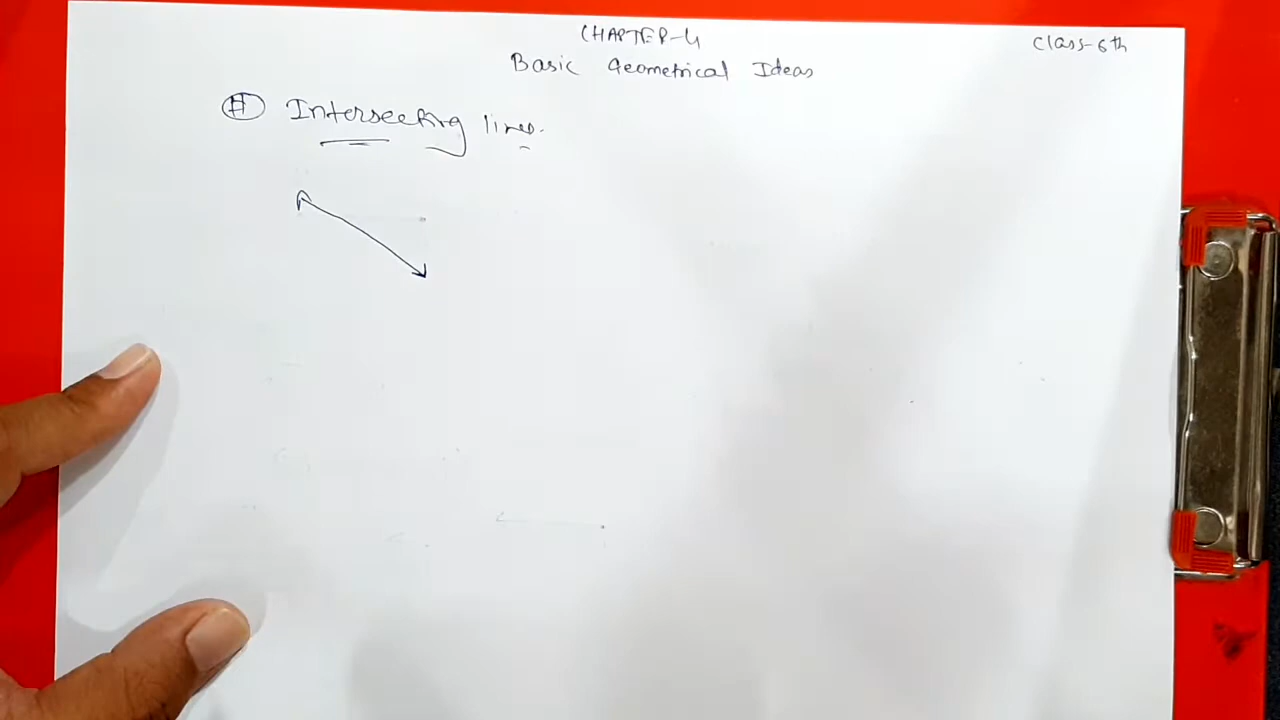 CHAPTER-4
Class-6th
Basic Geometrical Ideas
# Intersecting lines.